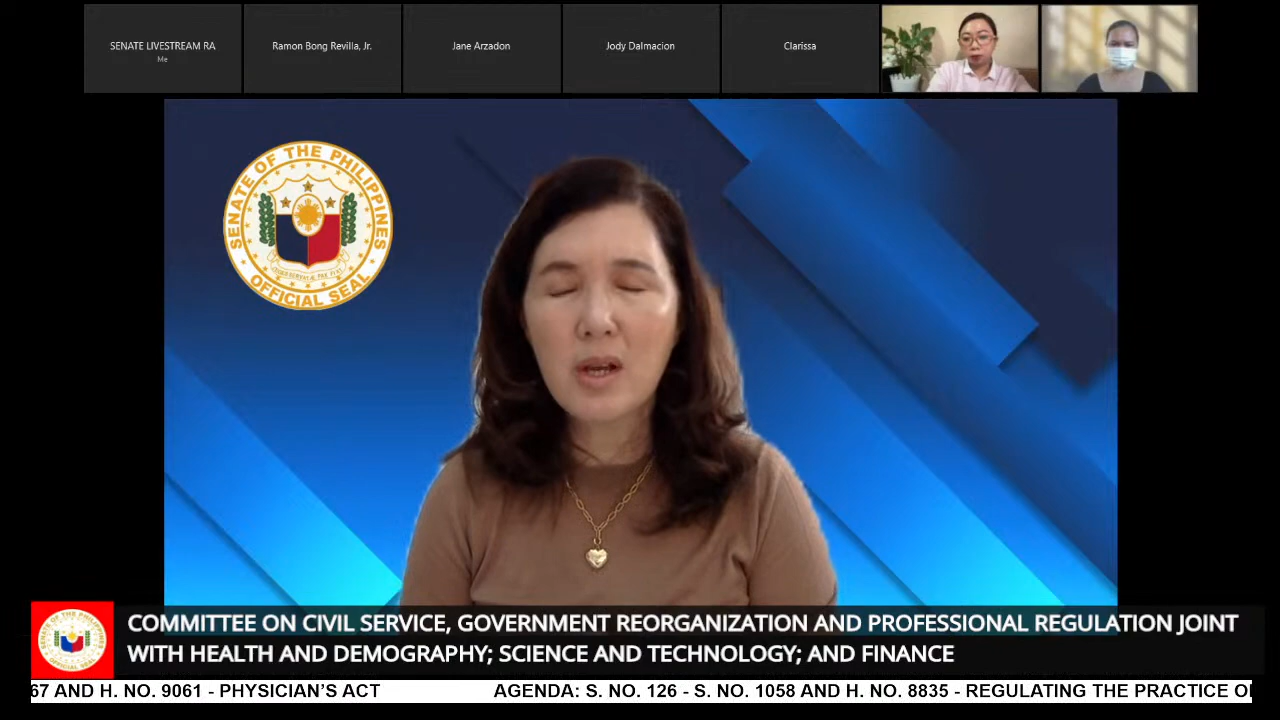 SENATE LIVESTREAM RA
Me
Ramon Bong Revilla, Jr.
Jane Arzadon
Jody Dalmacion
Clarissa
SENATE OF THE PHILIPPINES
OFFICIAL SEAL
COMMITTEE ON CIVIL SERVICE, GOVERNMENT REORGANIZATION AND PROFESSIONAL REGULATION JOINT
WITH HEALTH AND DEMOGRAPHY; SCIENCE AND TECHNOLOGY; AND FINANCE
67 AND H. NO. 9061 - PHYSICIAN'S ACT AGENDA: S. NO. 126 - S. NO. 1058 AND H. NO. 8835 - REGULATING THE PRACTICE